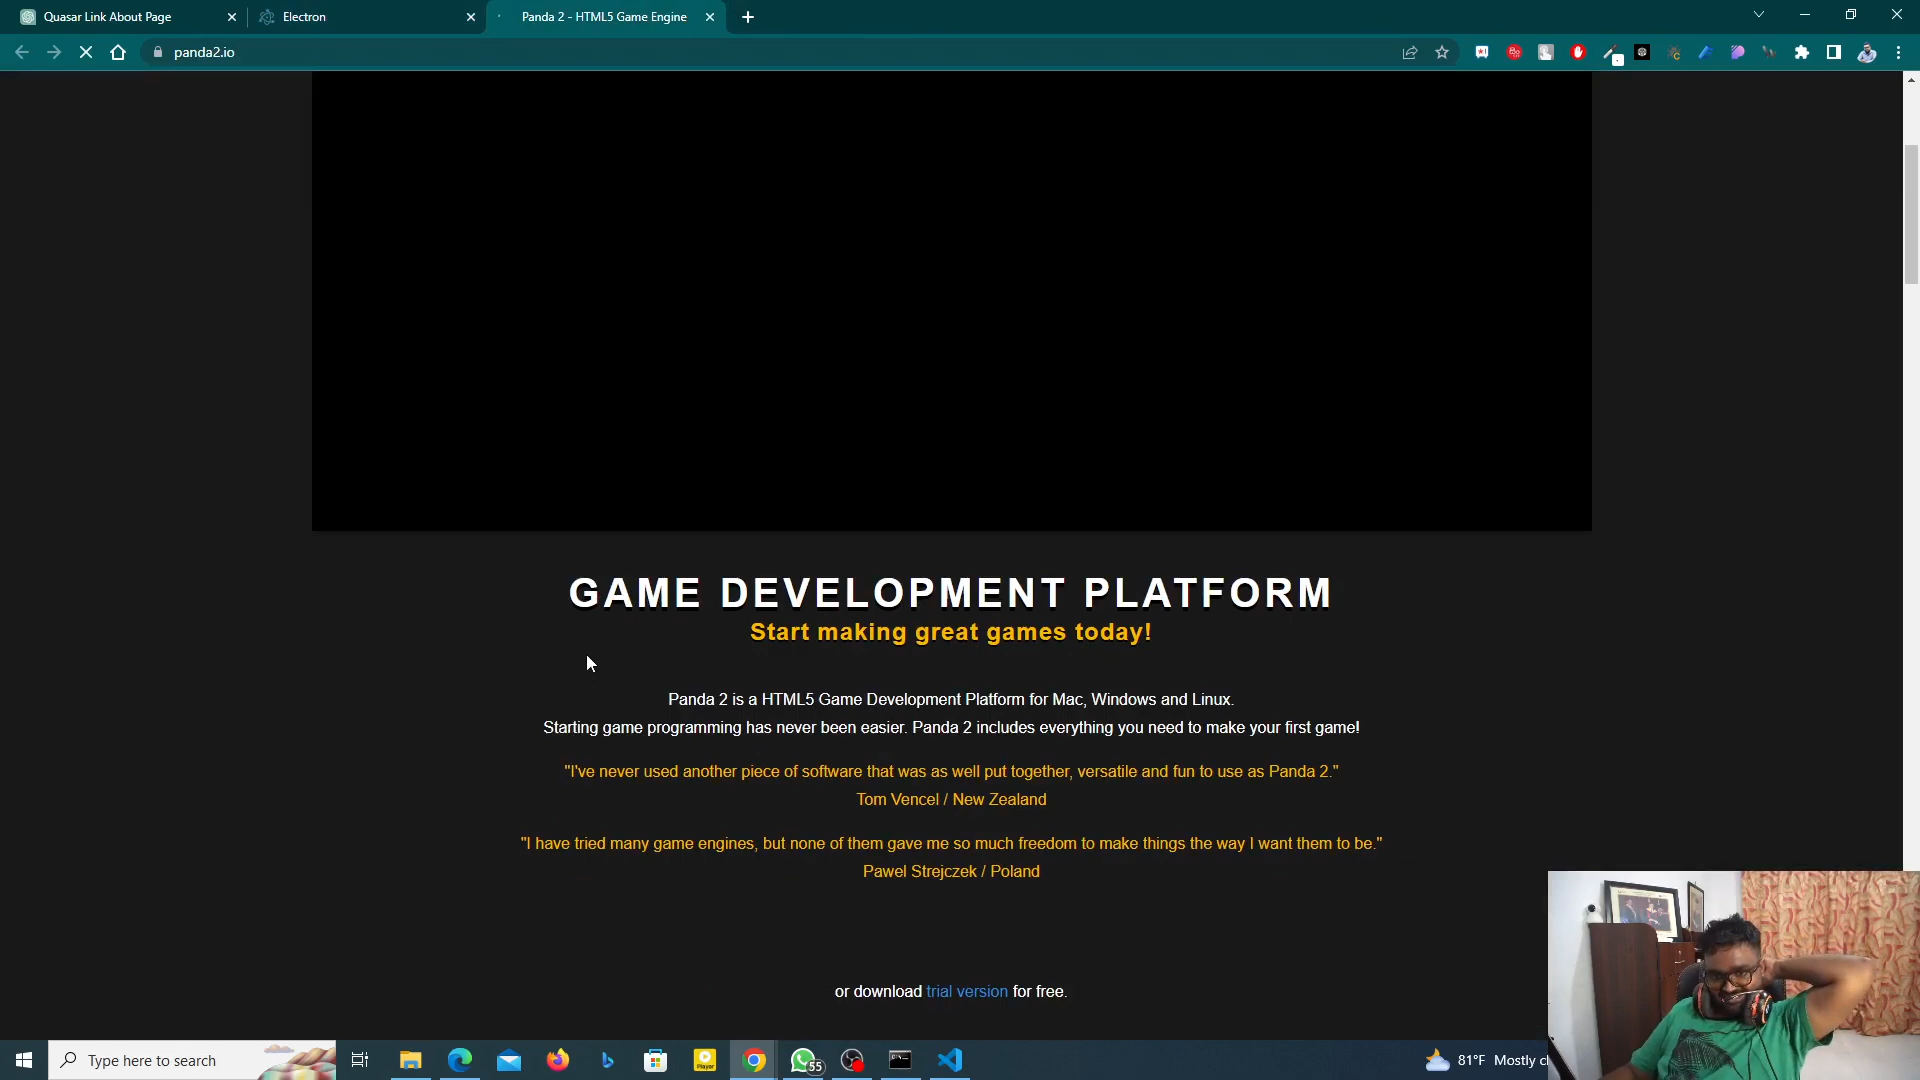 Quasar Link About Page
Electron
Panda 2 - HTML5 Game Engine
panda2.io
GAME DEVELOPMENT PLATFORM
Start making great games today!
Panda 2 is a HTML5 Game Development Platform for Mac, Windows and Linux.
Starting game programming has never been easier. Panda 2 includes everything you need to make your first game!
"I've never used another piece of software that was as well put together, versatile and fun to use as Panda 2."
Tom Vencel / New Zealand
"I have tried many game engines, but none of them gave me so much freedom to make things the way I want them to be."
Pawel Strejczek / Poland
or download trial version for free.
Type here to search
Player
55
81°F Mostly cl